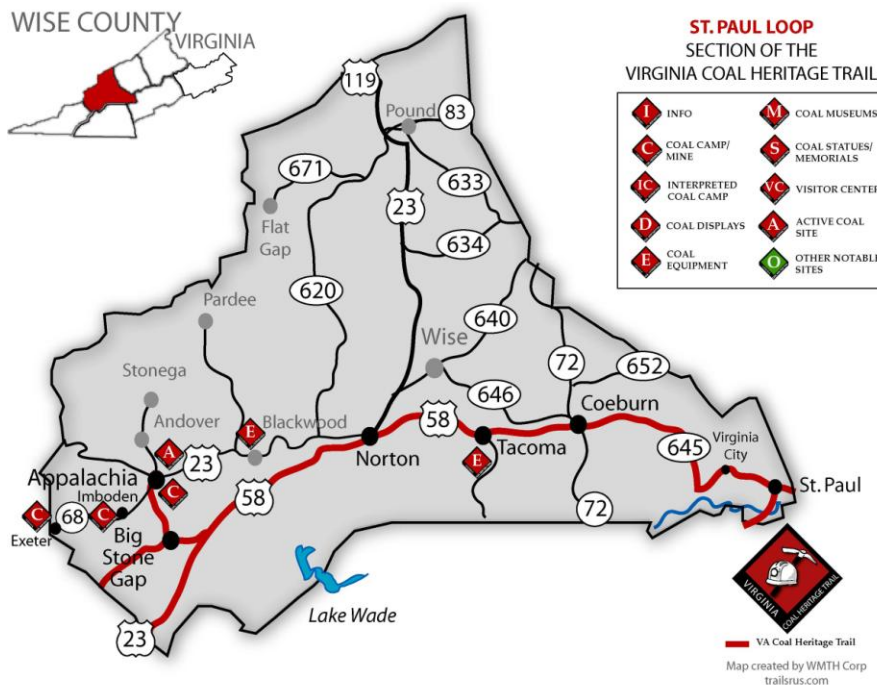 WISE COUNTY
VIRGINIA
ST. PAUL LOOP
SECTION OF THE
VIRGINIA COAL HERITAGE TRAIL
I INFO
M COAL MUSEUMS
C COAL CAMP/
MINE
S COAL STATUES/
MEMORIALS
IC INTERPRETED
COAL CAMP
VC VISITOR CENTER
D COAL DISPLAYS
A ACTIVE COAL
SITE
E COAL
EQUIPMENT
O OTHER NOTABLE
SITES
119
Pound
83
671
633
Flat
Gap
23
634
620
Pardee
640
Wise
72
652
Stonega
646
Coeburn
Andover
E
Blackwood
58
A
23
Norton
Tacoma
645
Virginia
City
Appalachia
E
St. Paul
Imboden
C
58
C
68
C
72
Exeter
Big
Stone
Gap
Lake Wade
23
VIRGINIA
COAL HERITAGE TRAIL
VA Coal Heritage Trail
Map created by WMTH Corp
trailsrus.com